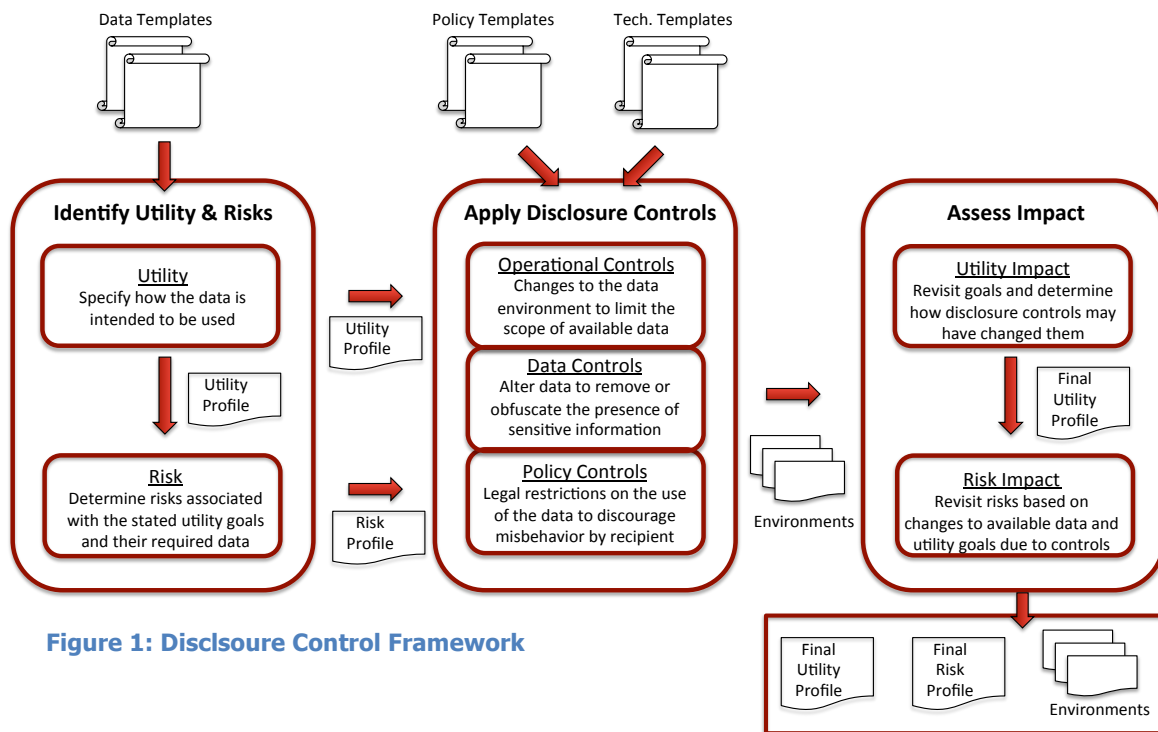 Data Templates
Policy Templates
Tech. Templates
Identify Utility & Risks
Utility
Specify how the data is
intended to be used
Utility
Profile
Risk
Determine risks associated
with the stated utility goals
and their required data
Utility
Profile
Risk
Profile
Apply Disclosure Controls
Operational Controls
Changes to the data
environment to limit the
scope of available data
Data Controls
Alter data to remove or
obfuscate the presence of
sensitive information
Policy Controls
Legal restrictions on the use
of the data to discourage
misbehavior by recipient
Environments
Assess Impact
Utility Impact
Revisit goals and determine
how disclosure controls may
have changed them
Final
Utility
Profile
Risk Impact
Revisit risks based on
changes to available data and
utility goals due to controls
Final
Utility
Profile
Final
Risk
Profile
Environments
Figure 1: Disclsoure Control Framework